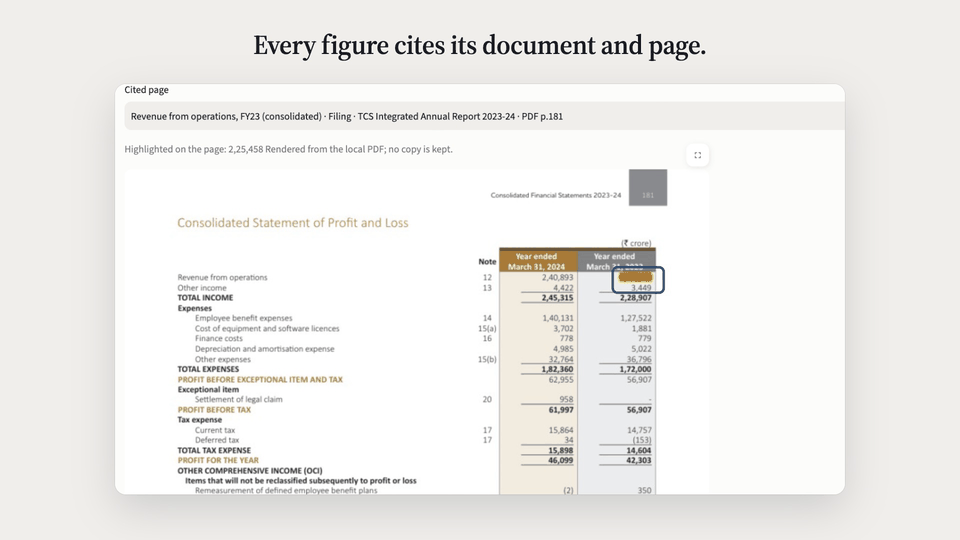 Every figure cites its document and page.
Cited page
Revenue from operations, FY23 (consolidated) · Filing · TCS Integrated Annual Report 2023-24 · PDF p.181
Highlighted on the page: 2,25,458 Rendered from the local PDF; no copy is kept.
Consolidated Financial Statements 2023-24 181
Consolidated Statement of Profit and Loss
(₹ crore)
Note Year ended March 31, 2024 Year ended March 31,
Revenue from operations 12 2,40,893
Other income 13 4,422 3,449
TOTAL INCOME 2,45,315 2,28,907
Expenses
Employee benefit expenses 14 1,40,131 1,27,522
Cost of equipment and software licences 15(a) 3,702 1,881
Finance costs 16 778 779
Depreciation and amortisation expense 4,985 5,022
Other expenses 15(b) 32,764 36,796
TOTAL EXPENSES 1,82,360 1,72,000
PROFIT BEFORE EXCEPTIONAL ITEM AND TAX 62,955 56,907
Exceptional item
Settlement of legal claim 20 958 -
PROFIT BEFORE TAX 61,997 56,907
Tax expense
Current tax 17 15,864 14,757
Deferred tax 17 34 (153)
TOTAL TAX EXPENSE 15,898 14,604
PROFIT FOR THE YEAR 46,099 42,303
OTHER COMPREHENSIVE INCOME (OCI)
Items that will not be reclassified subsequently to profit or loss
Remeasurement of defined employee benefit plans (2) 350